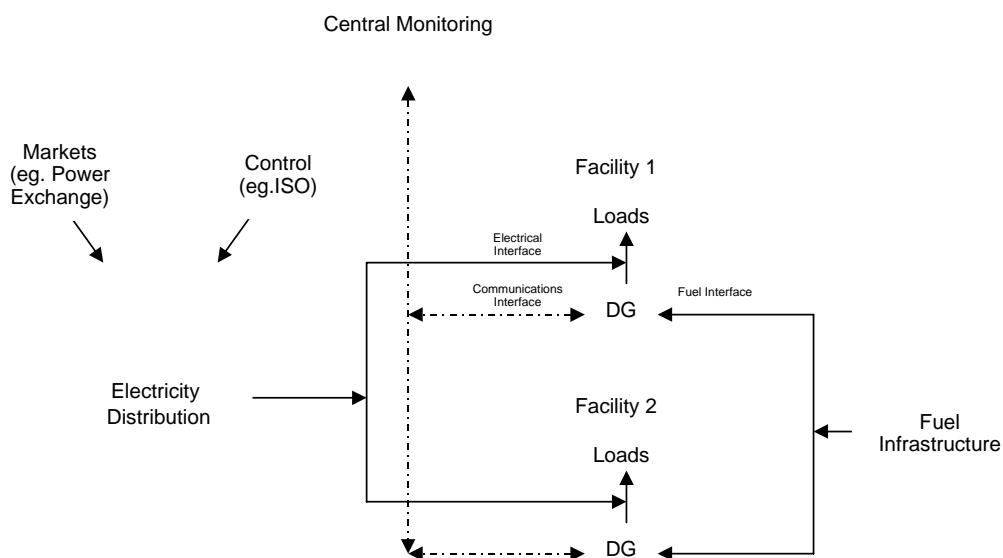 Central Monitoring
Markets
(eg. Power
Exchange)
Control
(eg.ISO)
Facility 1
Loads
Electrical
Interface
Communications
Interface
Fuel Interface
DG
Electricity
Distribution
Facility 2
Fuel
Infrastructure
Loads
DG